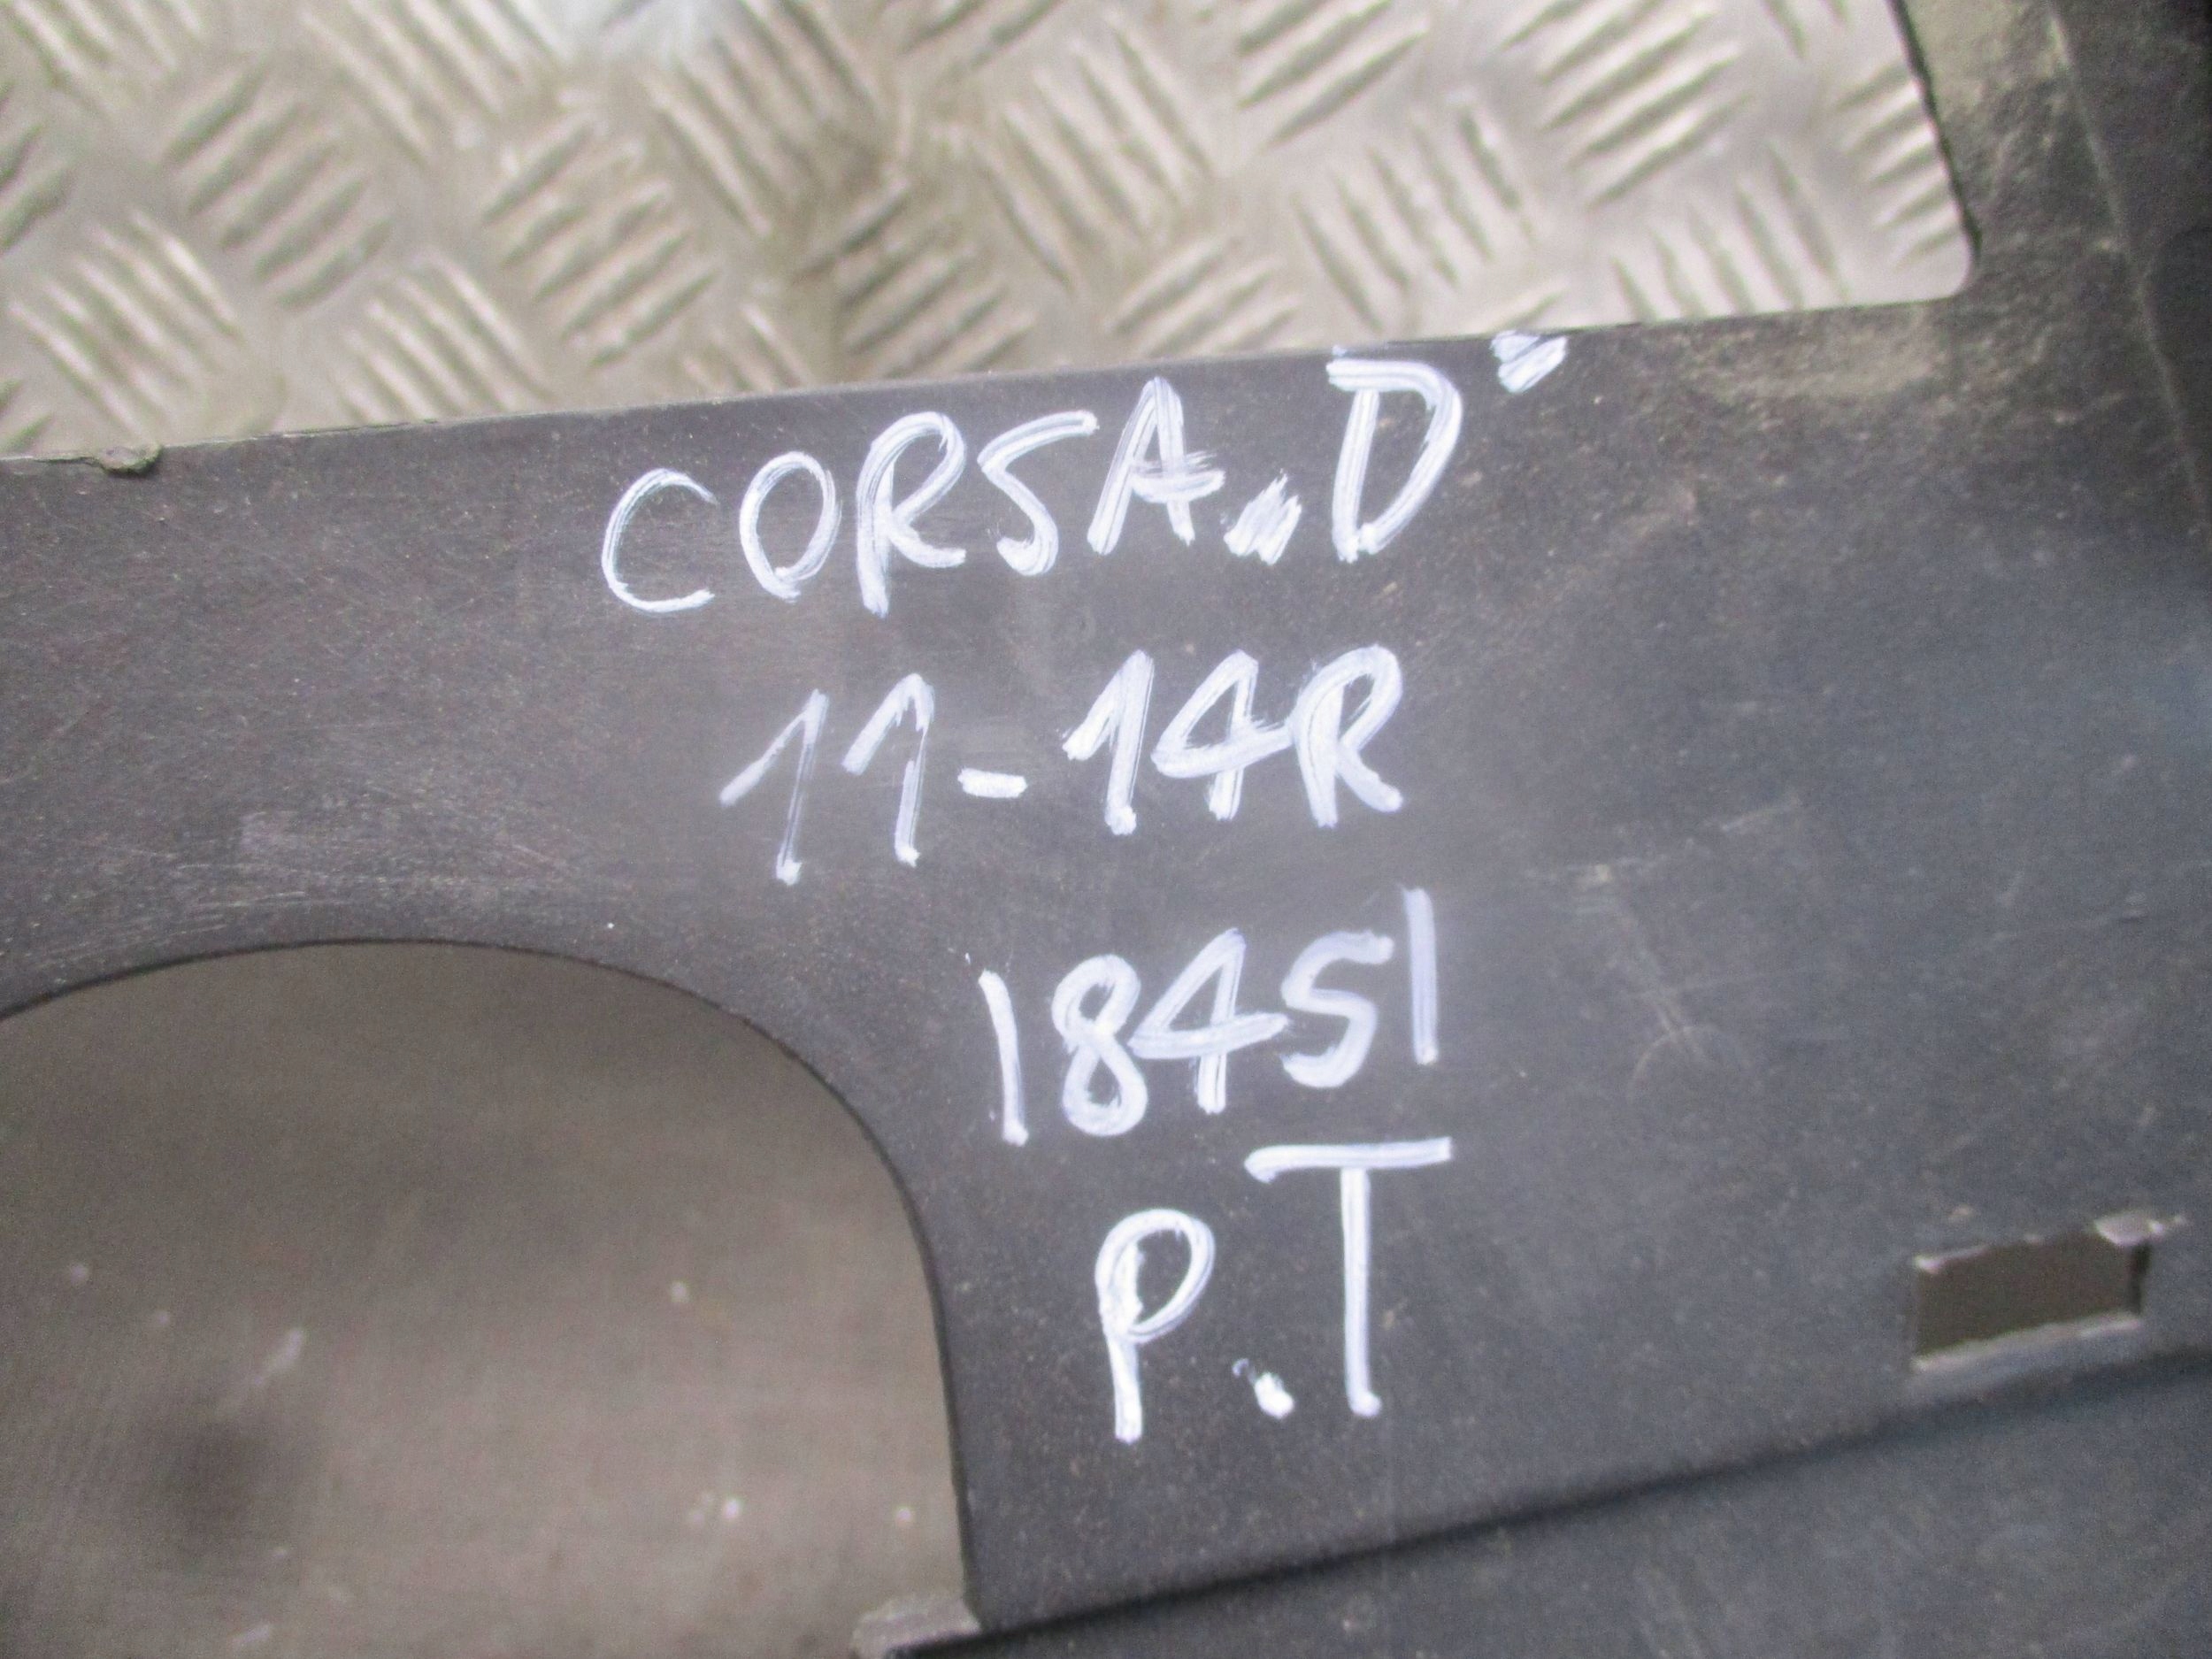 CORSA „D"
11-14R
18451
P.T